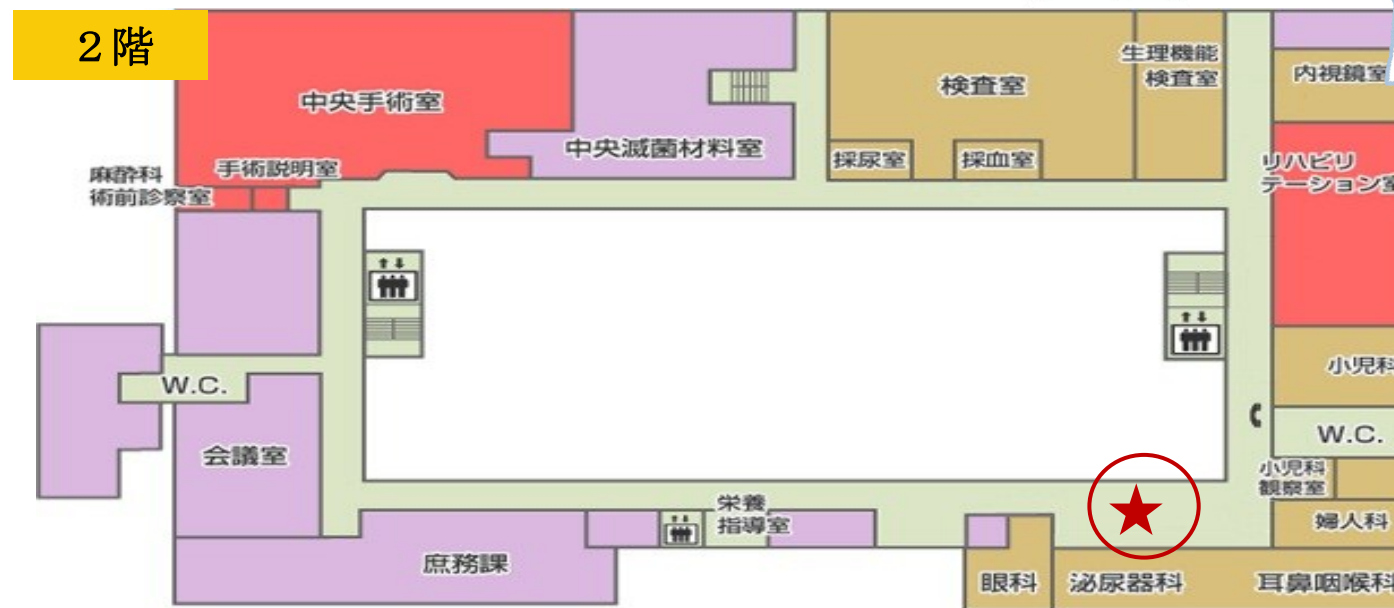 2階
中央手術室
中央滅菌材料室
検査室
生理機能
検査室
内視鏡室
手術説明室
麻酔科
術前診察室
採尿室
採血室
リハビリ
テーション室
小児科
W.C.
W.C.
会議室
小児科
観察室
婦人科
栄養
指導室
庶務課
眼科
泌尿器科
耳鼻咽喉科